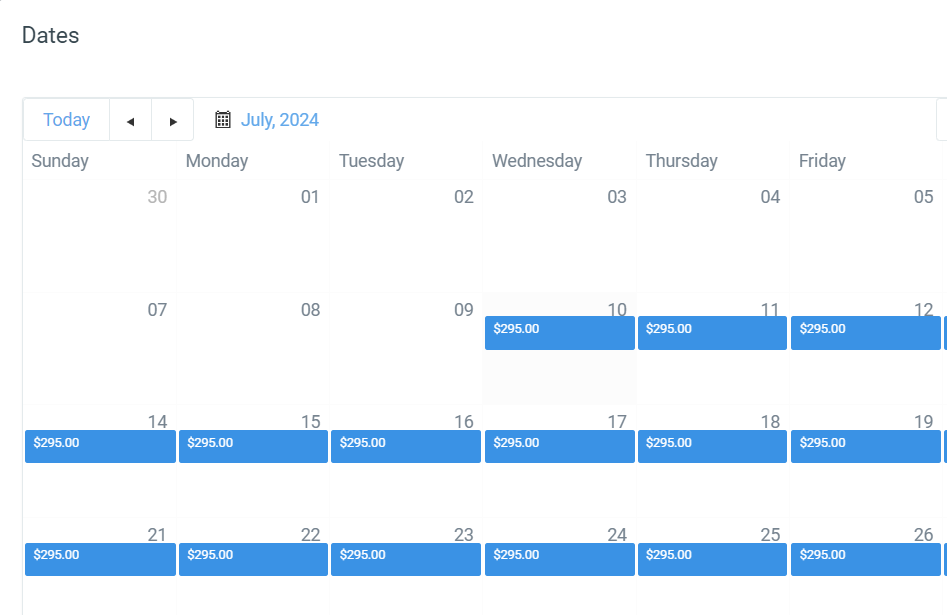 Dates
Today ◂ ▸ July, 2024
Sunday Monday Tuesday Wednesday Thursday Friday
30 01 02 03 04 05
07 08 09 10 11 12
$295.00 $295.00 $295.00
14 15 16 17 18 19
$295.00 $295.00 $295.00 $295.00 $295.00 $295.00
21 22 23 24 25 26
$295.00 $295.00 $295.00 $295.00 $295.00 $295.00